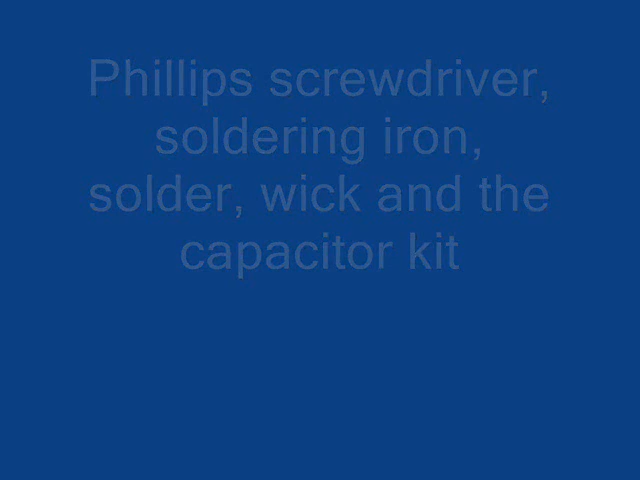 Phillips screwdriver,
soldering iron,
solder, wick and the
capacitor kit